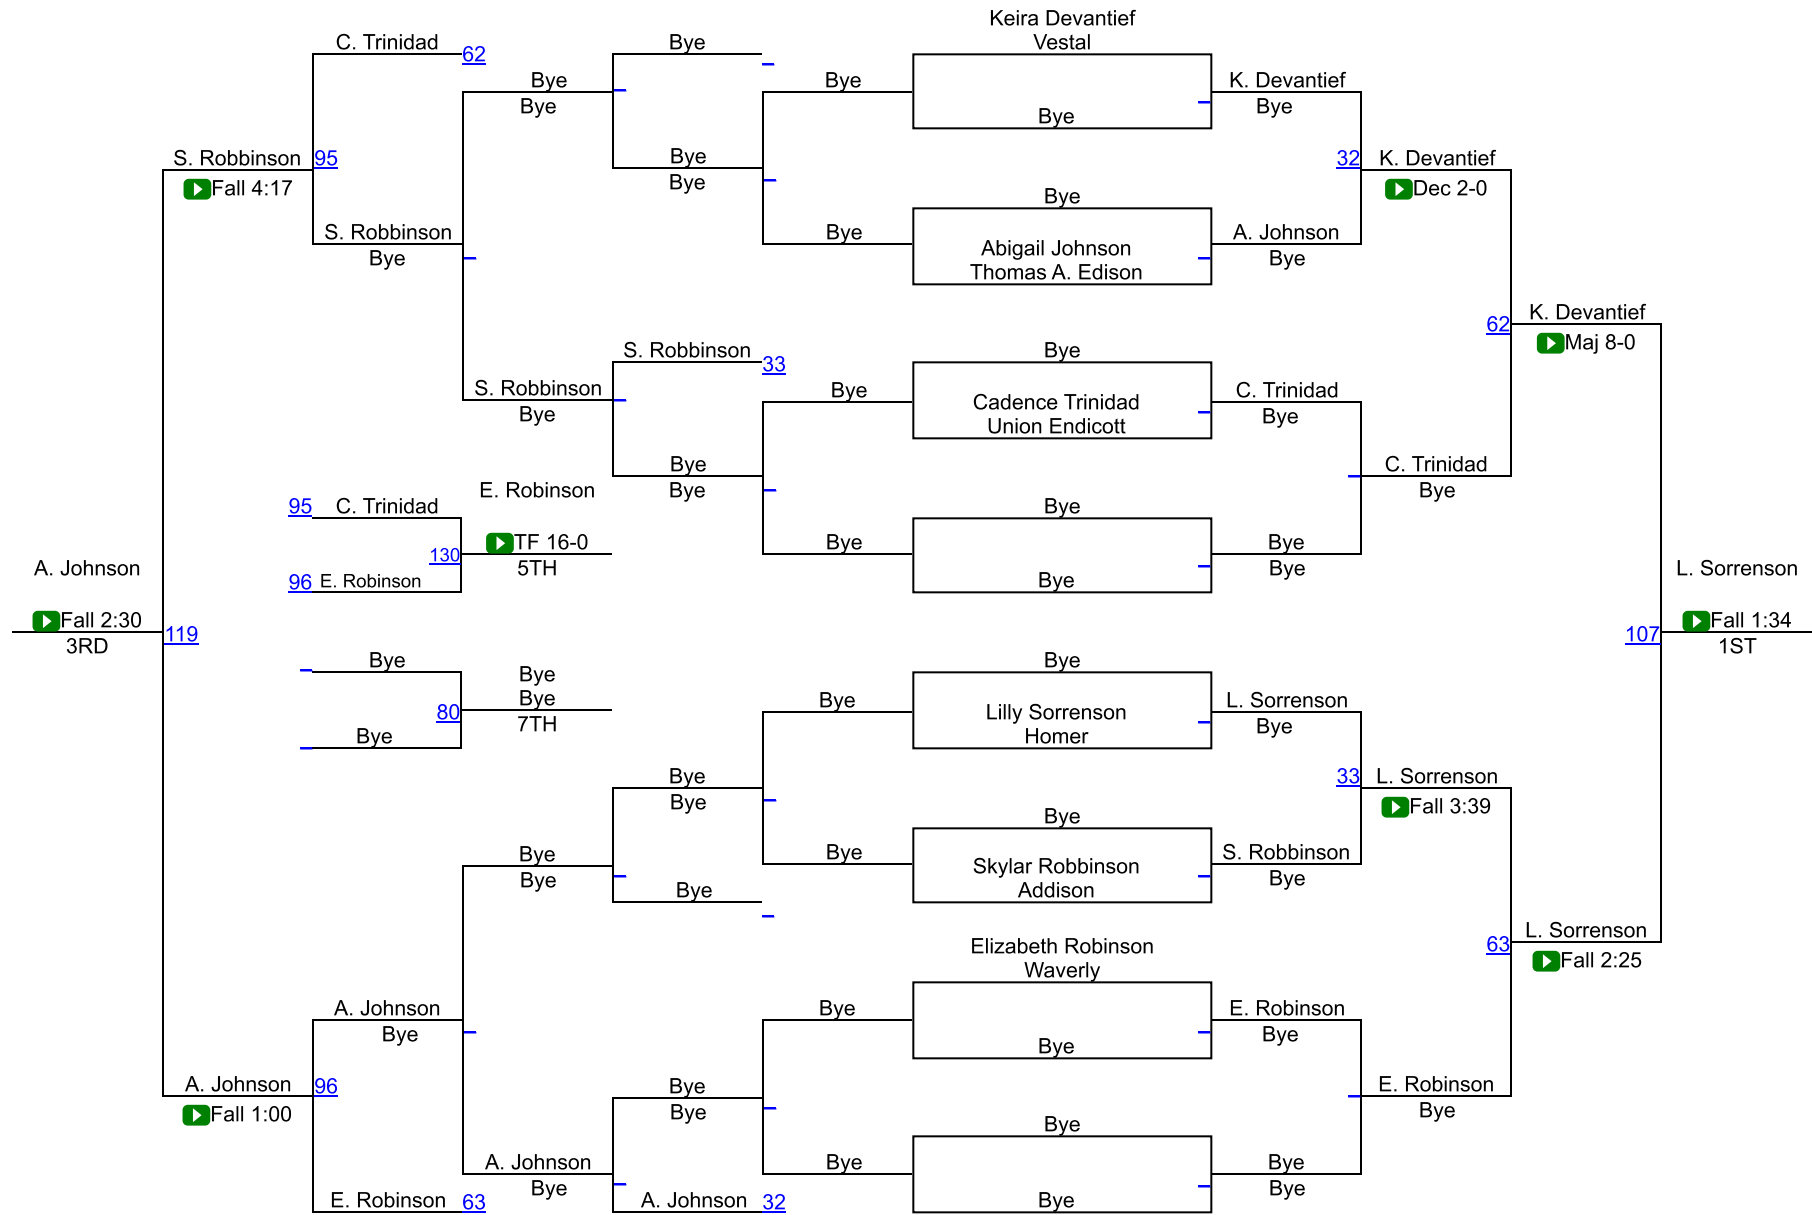 Keira Devantief
Vestal
C. Trinidad
62
Bye
Bye
Bye
Bye
K. Devantief
Bye
Bye
Bye
S. Robbinson
95
Fall 4:17
Bye
Bye
32
K. Devantief
Dec 2-0
Bye
S. Robbinson
Bye
Bye
Abigail Johnson
Thomas A. Edison
A. Johnson
Bye
62
K. Devantief
Maj 8-0
S. Robbinson
33
Bye
S. Robbinson
Bye
Bye
Cadence Trinidad
Union Endicott
C. Trinidad
Bye
Bye
Bye
C. Trinidad
Bye
E. Robinson
95
C. Trinidad
Bye
130
TF 16-0
5TH
Bye
Bye
Bye
96
E. Robinson
Bye
A. Johnson
Fall 2:30
3RD
119
L. Sorrenson
107
Fall 1:34
1ST
Bye
Bye
Bye
7TH
80
Bye
Bye
Bye
Lilly Sorrenson
Homer
L. Sorrenson
Bye
Bye
Bye
33
L. Sorrenson
Fall 3:39
Bye
Bye
Bye
Bye
Skylar Robbinson
Addison
S. Robbinson
Bye
Bye
63
L. Sorrenson
Fall 2:25
Elizabeth Robinson
Waverly
A. Johnson
Bye
Bye
Bye
E. Robinson
Bye
A. Johnson
96
Fall 1:00
Bye
Bye
E. Robinson
Bye
Bye
A. Johnson
Bye
Bye
Bye
Bye
Bye
E. Robinson
63
A. Johnson
32